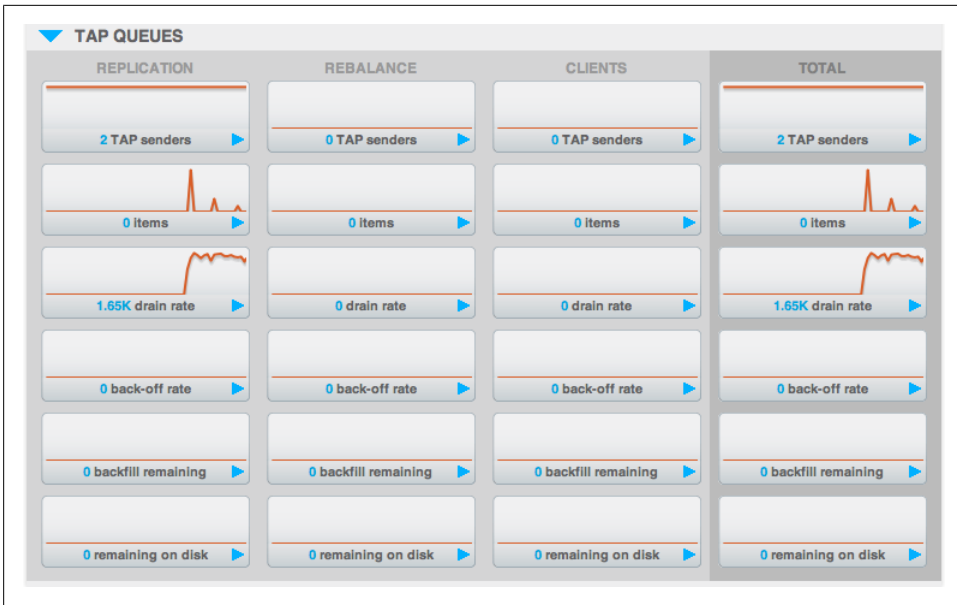 TAP QUEUES
REPLICATION REBALANCE CLIENTS TOTAL
2 TAP senders 0 TAP senders 0 TAP senders 2 TAP senders
0 items 0 items 0 items 0 items
1.65K drain rate 0 drain rate 0 drain rate 1.65K drain rate
0 back-off rate 0 back-off rate 0 back-off rate 0 back-off rate
0 backfill remaining 0 backfill remaining 0 backfill remaining 0 backfill remaining
0 remaining on disk 0 remaining on disk 0 remaining on disk 0 remaining on disk